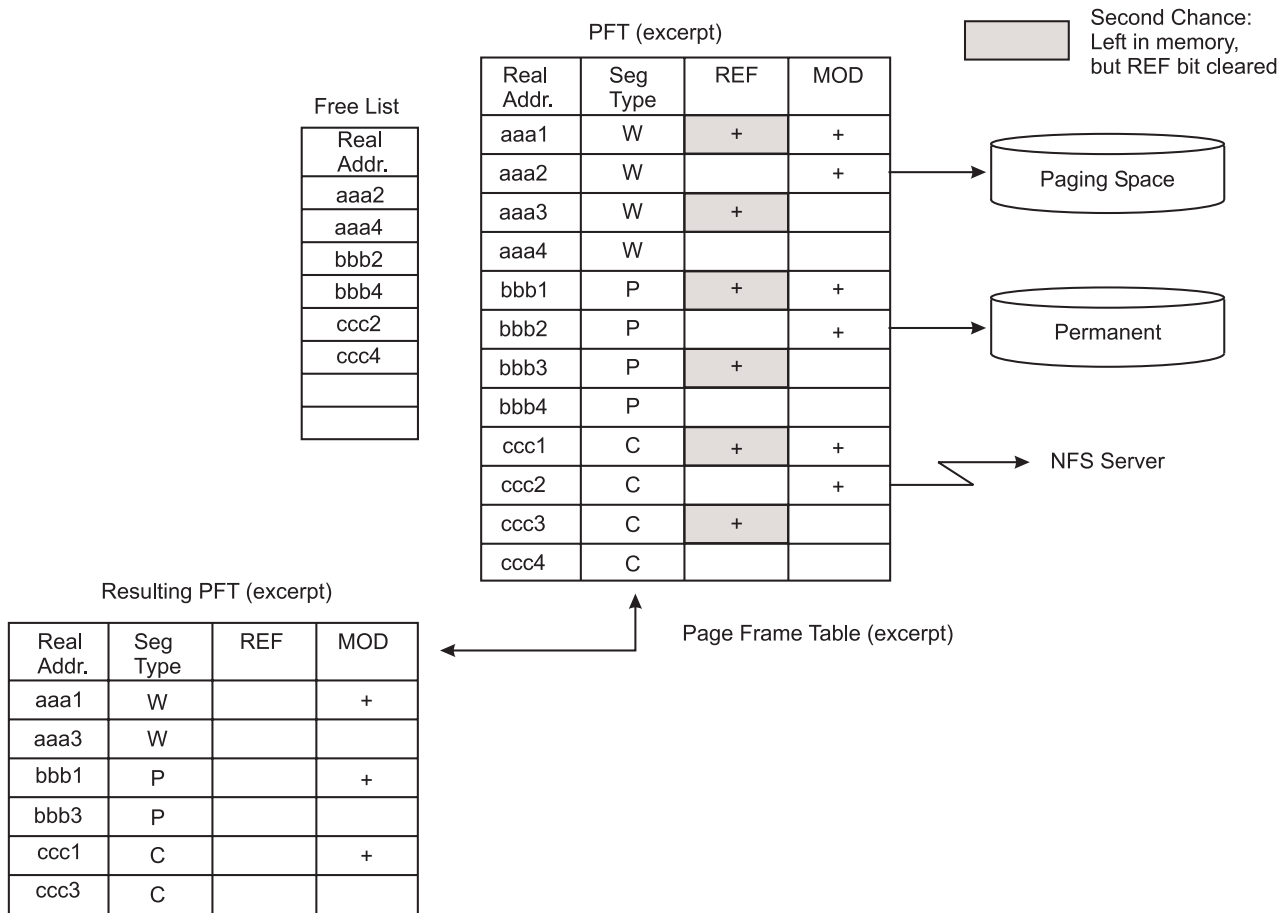 PFT (excerpt)
Second Chance:
Left in memory,
but REF bit cleared
Free List
Real
Addr.
aaa2
aaa4
bbb2
bbb4
ccc2
ccc4
Real
Addr.
Seg
Type
REF
MOD
aaa1 W + +
aaa2 W +
aaa3 W +
aaa4 W
bbb1 P + +
bbb2 P +
bbb3 P +
bbb4 P
ccc1 C + +
ccc2 C +
ccc3 C +
ccc4 C
Paging Space
Permanent
NFS Server
Page Frame Table (excerpt)
Resulting PFT (excerpt)
Real
Addr.
Seg
Type
REF
MOD
aaa1 W +
aaa3 W
bbb1 P +
bbb3 P
ccc1 C +
ccc3 C